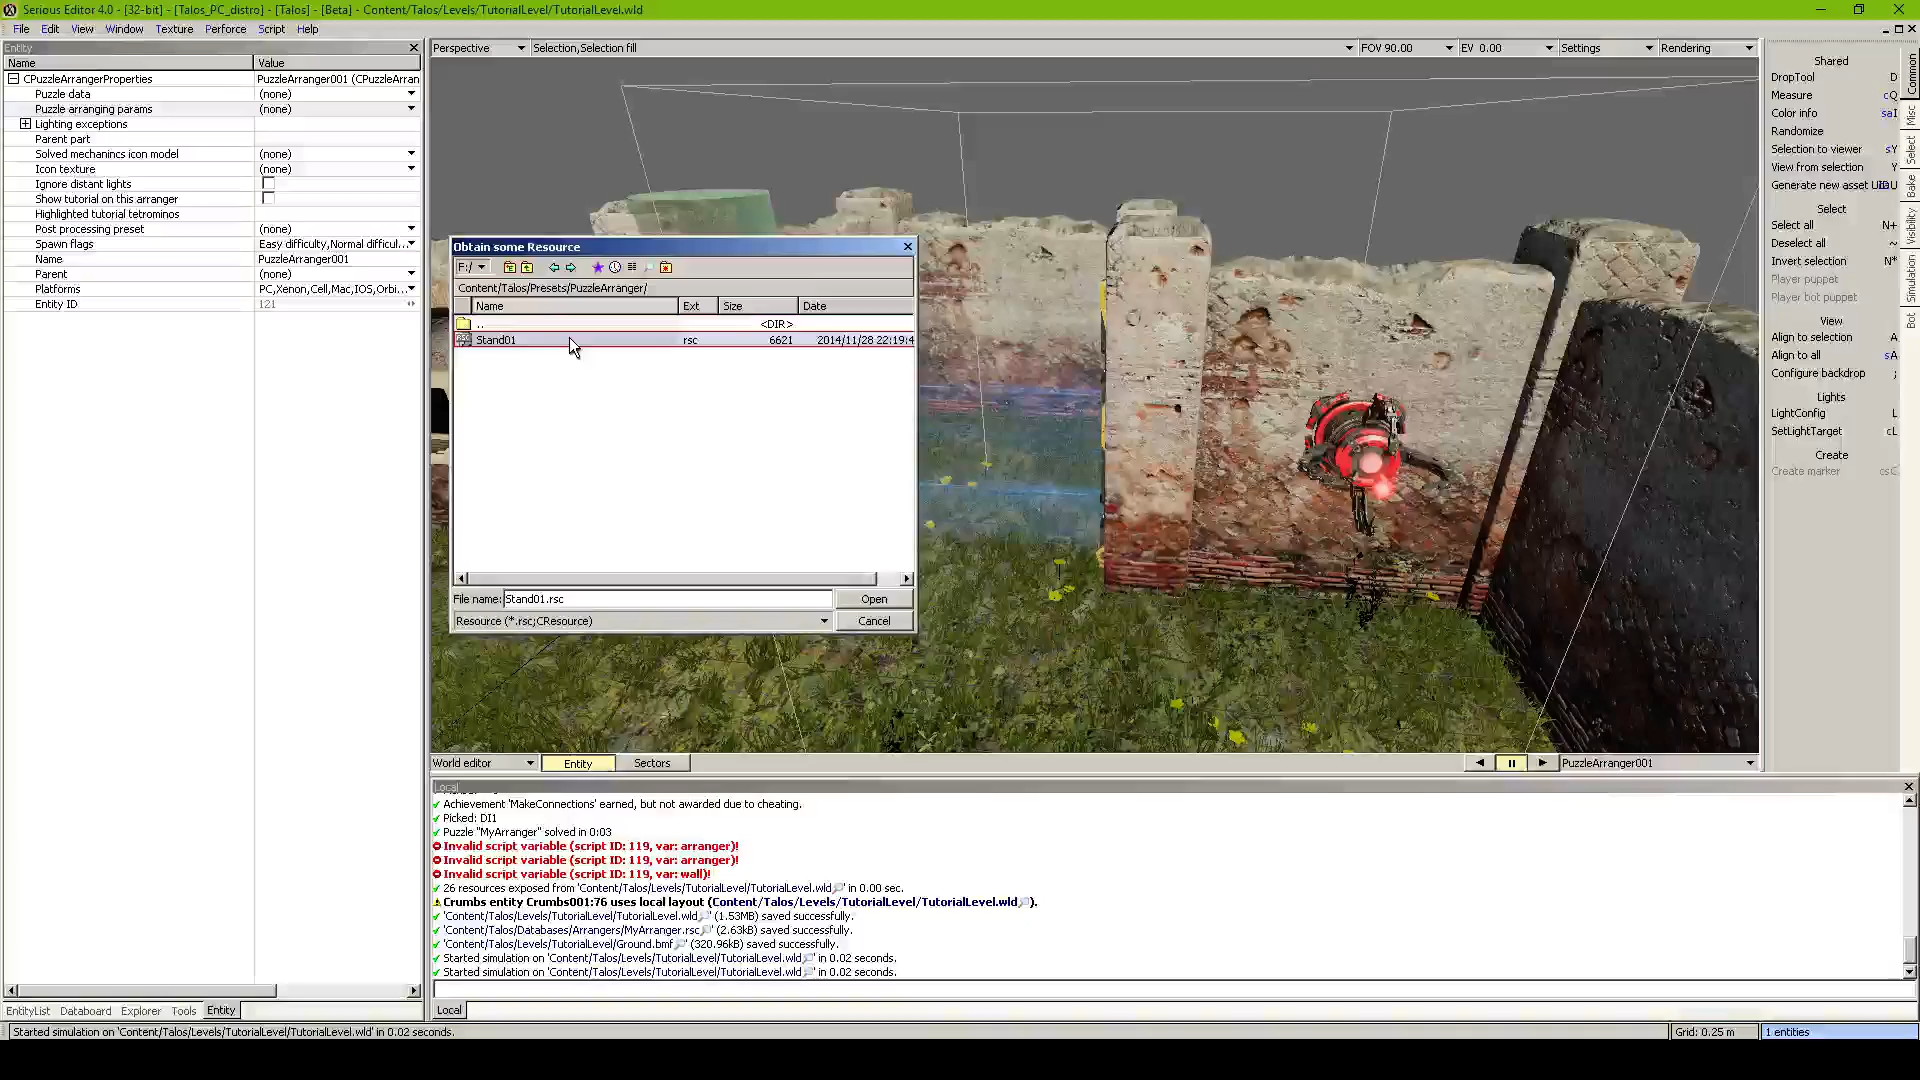 Serious Editor 4.0 - [32-bit] - [Talos_PC_distro] - [Talos] - [Beta] - Content/Talos/Levels/TutorialLevel/TutorialLevel.wld
File Edit View Window Texture Perforce Script Help
Entity
Name Value
CPuzzleArrangerProperties PuzzleArranger001 (CPuzzleArran
Puzzle data (none)
Puzzle arranging params (none)
Lighting exceptions
Parent part
Solved mechanincs icon model (none)
Icon texture (none)
Ignore distant lights
Show tutorial on this arranger
Highlighted tutorial tetrominos
Post processing preset (none)
Spawn flags Easy difficulty,Normal difficul...
Name PuzzleArranger001
Parent (none)
Platforms PC,Xenon,Cell,Mac,IOS,Orbi...
Entity ID 121
EntityList Databoard Explorer Tools Entity
Perspective Selection,Selection fill FOV 90.00 EV 0.00 Settings Rendering
Obtain some Resource
F:/
Content/Talos/Presets/PuzzleArranger/
Name Ext Size Date
.. <DIR>
Stand01 rsc 6621 2014/11/28 22:19:4
File name: Stand01.rsc Open
Resource (*.rsc;CResource) Cancel
World editor Entity Sectors PuzzleArranger001
Local
Achievement 'MakeConnections' earned, but not awarded due to cheating.
Picked: DI1
Puzzle "MyArranger" solved in 0:03
Invalid script variable (script ID: 119, var: arranger)!
Invalid script variable (script ID: 119, var: arranger)!
Invalid script variable (script ID: 119, var: wall)!
26 resources exposed from 'Content/Talos/Levels/TutorialLevel/TutorialLevel.wld' in 0.00 sec.
Crumbs entity Crumbs001:76 uses local layout (Content/Talos/Levels/TutorialLevel/TutorialLevel.wld).
'Content/Talos/Levels/TutorialLevel/TutorialLevel.wld' (1.53MB) saved successfully.
'Content/Talos/Databases/Arrangers/MyArranger.rsc' (2.63kB) saved successfully.
'Content/Talos/Levels/TutorialLevel/Ground.bmf' (320.96kB) saved successfully.
Started simulation on 'Content/Talos/Levels/TutorialLevel/TutorialLevel.wld' in 0.02 seconds.
Started simulation on 'Content/Talos/Levels/TutorialLevel/TutorialLevel.wld' in 0.02 seconds.
Local
Shared
DropTool D
Measure cQ
Color info saI
Randomize
Selection to viewer sY
View from selection Y
Generate new asset
Select
Select all N+
Deselect all ~
Invert selection N*
Player puppet
Player bot puppet
View
Align to selection A
Align to all sA
Configure backdrop ;
Lights
LightConfig L
SetLightTarget cL
Create
Create marker csC
Common
Misc
Select
Bake
Visibility
Simulation
Bot
Started simulation on 'Content/Talos/Levels/TutorialLevel/TutorialLevel.wld' in 0.02 seconds. Grid: 0.25 m 1 entities